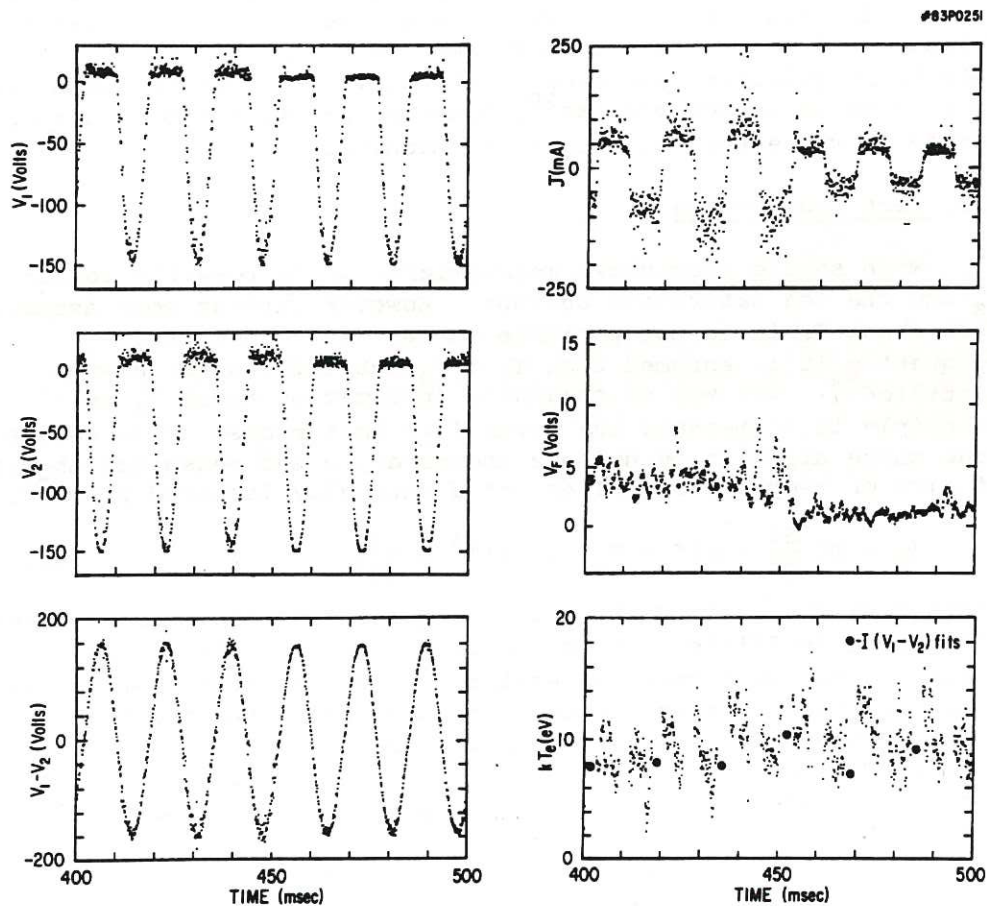 #83P0251
0
-50
-100
-150
V1 (Volts)
250
0
-250
J(mA)
0
-50
-100
-150
V2 (Volts)
15
10
5
0
VF (Volts)
200
0
-200
V1-V2 (Volts)
400
450
500
TIME (msec)
20
10
0
kTe(eV)
●-I (V1-V2) fits
400
450
500
TIME (msec)